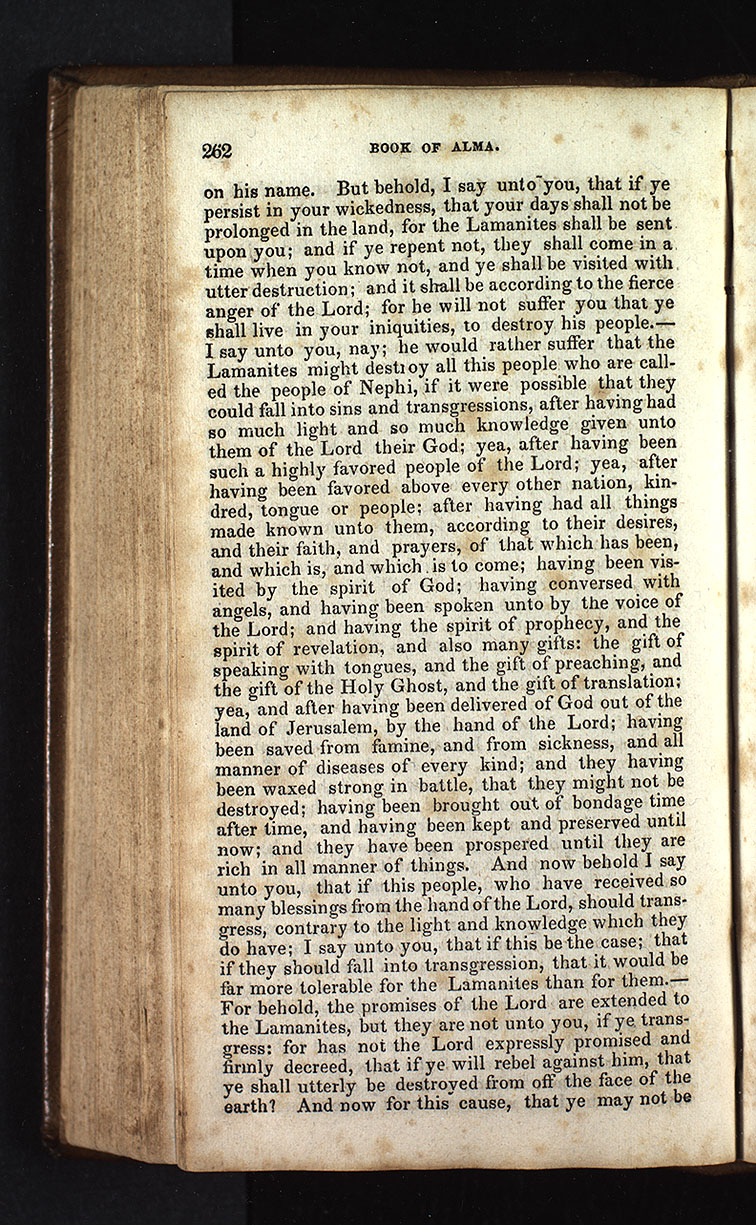 262 BOOK OF ALMA.
on his name. But behold, I say unto you, that if ye
persist in your wickedness, that your days shall not be
prolonged in the land, for the Lamanites shall be sent
upon you; and if ye repent not, they shall come in a
time when you know not, and ye shall be visited with
utter destruction; and it shall be according to the fierce
anger of the Lord; for he will not suffer you that ye
shall live in your iniquities, to destroy his people.—
I say unto you, nay; he would rather suffer that the
Lamanites might destroy all this people who are call-
ed the people of Nephi, if it were possible that they
could fall into sins and transgressions, after having had
so much light and so much knowledge given unto
them of the Lord their God; yea, after having been
such a highly favored people of the Lord; yea, after
having been favored above every other nation, kin-
dred, tongue or people; after having had all things
made known unto them, according to their desires,
and their faith, and prayers, of that which has been,
and which is, and which is to come; having been vis-
ited by the spirit of God; having conversed with
angels, and having been spoken unto by the voice of
the Lord; and having the spirit of prophecy, and the
spirit of revelation, and also many gifts: the gift of
speaking with tongues, and the gift of preaching, and
the gift of the Holy Ghost, and the gift of translation:
yea, and after having been delivered of God out of the
land of Jerusalem, by the hand of the Lord; having
been saved from famine, and from sickness, and all
manner of diseases of every kind; and they having
been waxed strong in battle, that they might not be
destroyed; having been brought out of bondage time
after time, and having been kept and preserved until
now; and they have been prospered until they are
rich in all manner of things. And now behold I say
unto you, that if this people, who have received so
many blessings from the hand of the Lord, should trans-
gress, contrary to the light and knowledge which they
do have; I say unto you, that if this be the case; that
if they should fall into transgression, that it would be
far more tolerable for the Lamanites than for them.—
For behold, the promises of the Lord are extended to
the Lamanites, but they are not unto you, if ye trans-
gress: for has not the Lord expressly promised and
firmly decreed, that if ye will rebel against him, that
ye shall utterly be destroyed from off the face of the
earth? And now for this cause, that ye may not be